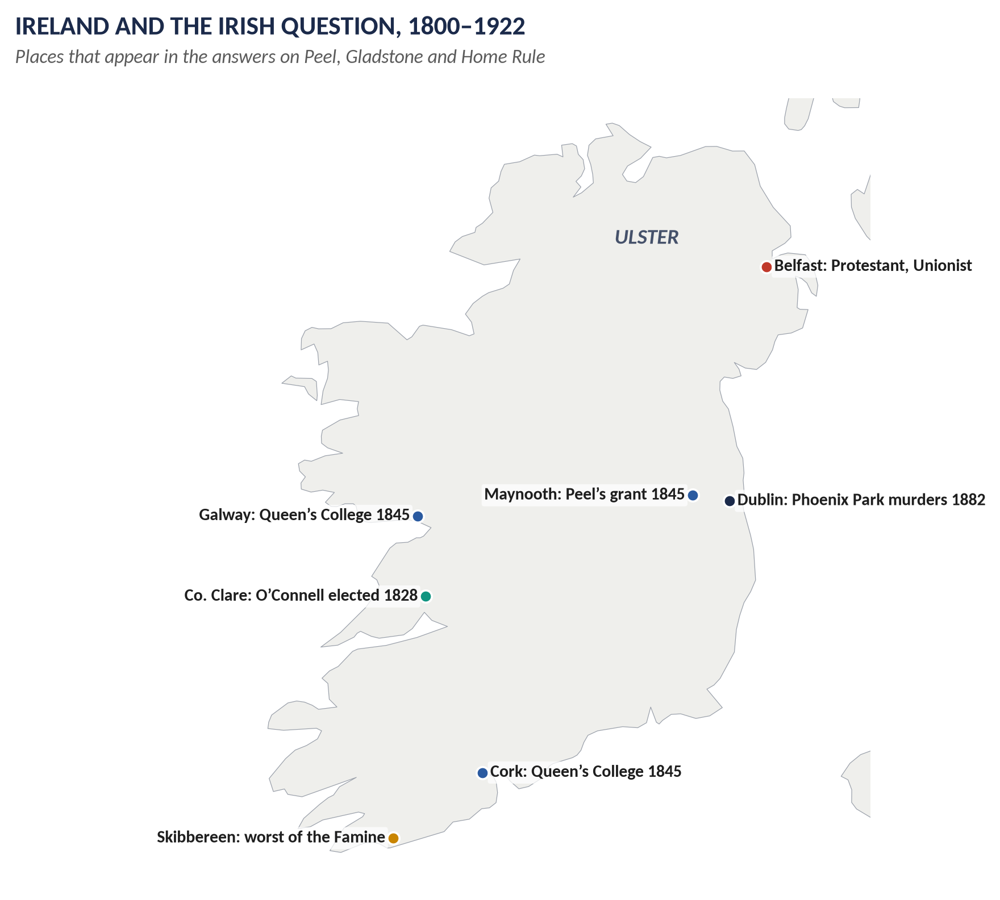 IRELAND AND THE IRISH QUESTION, 1800–1922
Places that appear in the answers on Peel, Gladstone and Home Rule
ULSTER
Belfast: Protestant, Unionist
Maynooth: Peel’s grant 1845
Dublin: Phoenix Park murders 1882
Galway: Queen’s College 1845
Co. Clare: O’Connell elected 1828
Cork: Queen’s College 1845
Skibbereen: worst of the Famine